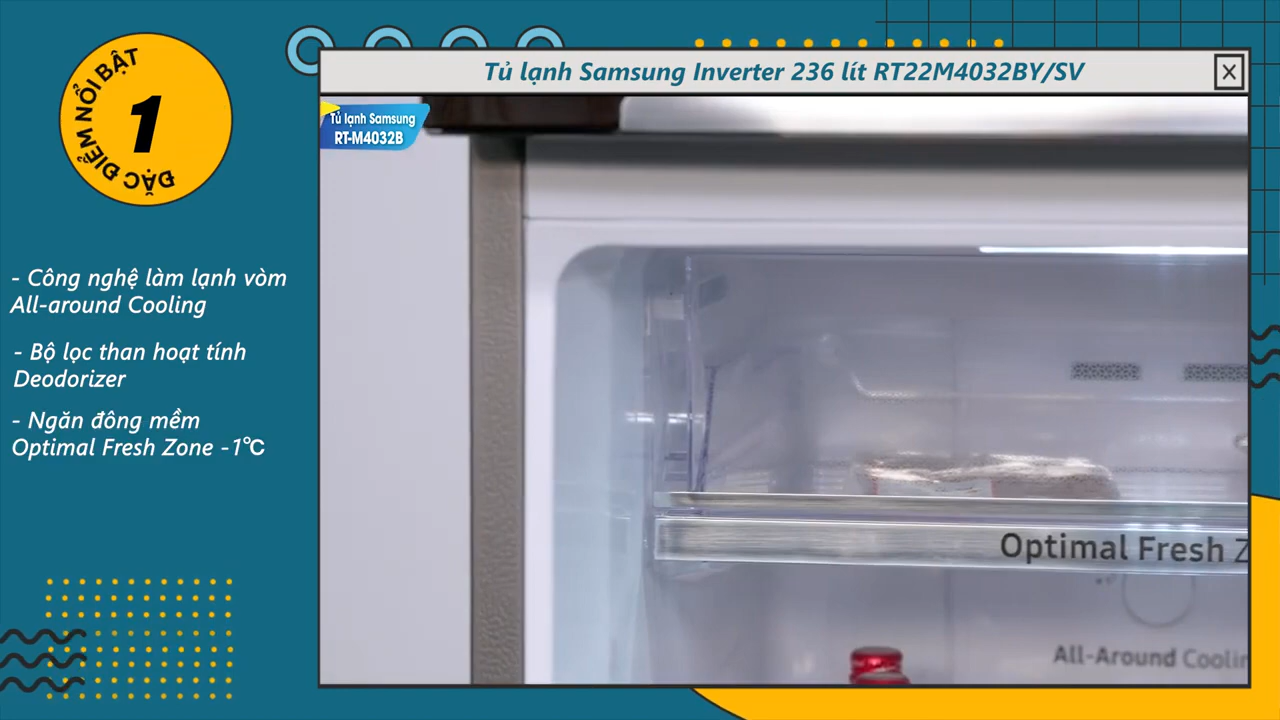 ĐẶC ĐIỂM NỔI BẬT
1
Tủ lạnh Samsung Inverter 236 lít RT22M4032BY/SV
Tủ lạnh Samsung
RT-M4032B
- Công nghệ làm lạnh vòm
All-around Cooling
- Bộ lọc than hoạt tính
Deodorizer
- Ngăn đông mềm
Optimal Fresh Zone -1℃
Optimal Fresh Z
All-Around Coolin